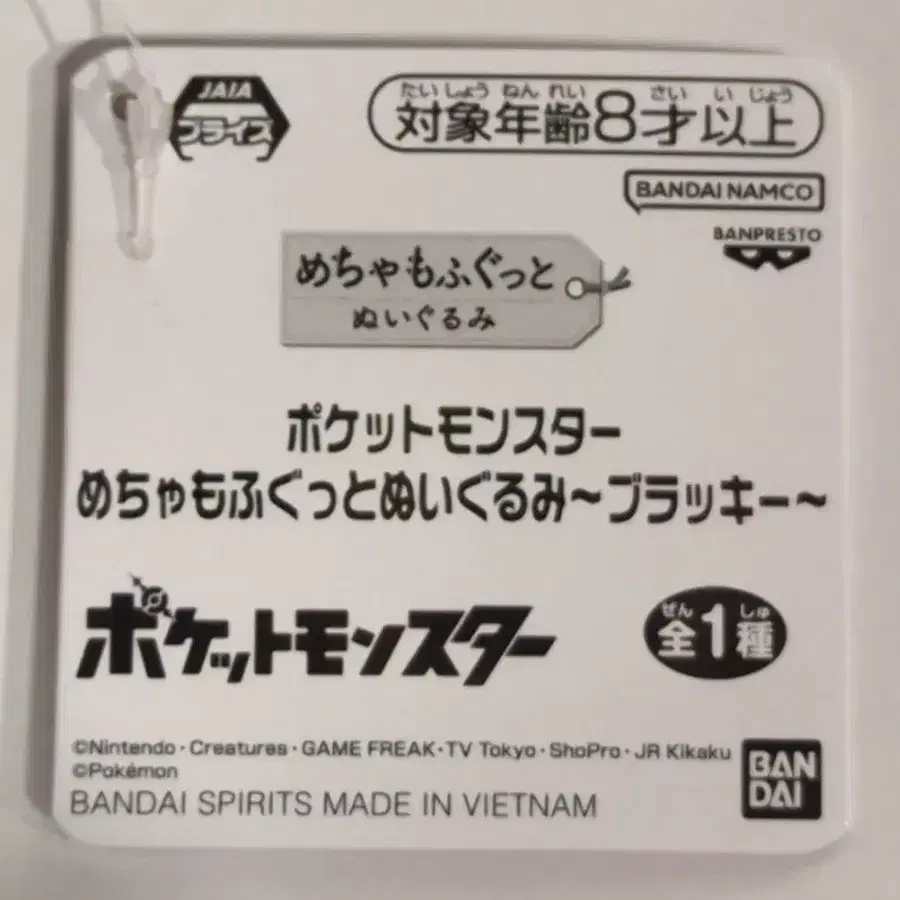 JAIA
プライズ
たいしょう ねん れい さい い じょう
対象年齢8才以上
BANDAI NAMCO
BANPRESTO
めちゃもふぐっと
ぬいぐるみ
ポケットモンスター
めちゃもふぐっとぬいぐるみ～ブラッキー～
ポケットモンスター
ぜん しゅ
全1種
©Nintendo・Creatures・GAME FREAK・TV Tokyo・ShoPro・JR Kikaku
©Pokémon
BANDAI SPIRITS MADE IN VIETNAM
BAN
DAI